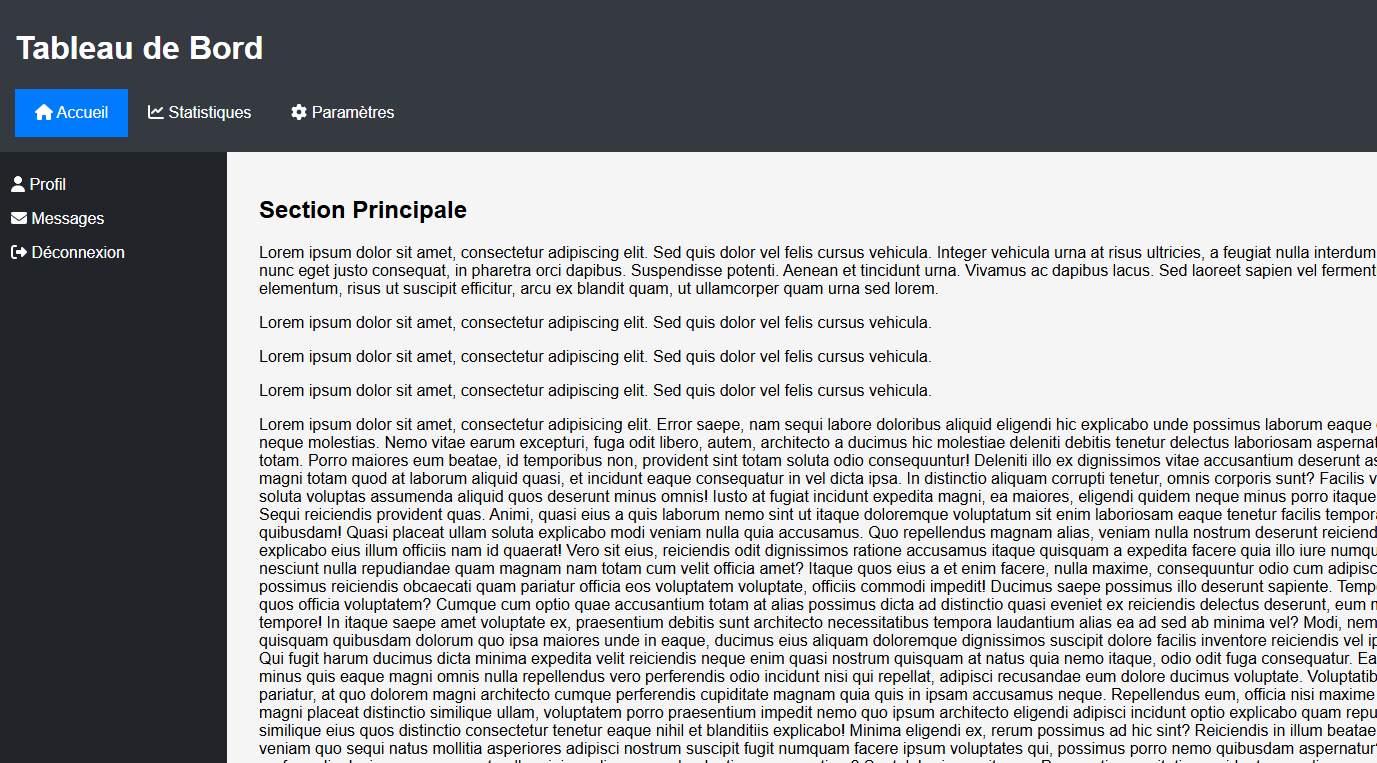 Tableau de Bord
Accueil
Statistiques
Paramètres
Profil
Messages
Déconnexion
Section Principale
Lorem ipsum dolor sit amet, consectetur adipiscing elit. Sed quis dolor vel felis cursus vehicula. Integer vehicula urna at risus ultricies, a feugiat nulla interdum
nunc eget justo consequat, in pharetra orci dapibus. Suspendisse potenti. Aenean et tincidunt urna. Vivamus ac dapibus lacus. Sed laoreet sapien vel ferment
elementum, risus ut suscipit efficitur, arcu ex blandit quam, ut ullamcorper quam urna sed lorem.
Lorem ipsum dolor sit amet, consectetur adipiscing elit. Sed quis dolor vel felis cursus vehicula.
Lorem ipsum dolor sit amet, consectetur adipiscing elit. Sed quis dolor vel felis cursus vehicula.
Lorem ipsum dolor sit amet, consectetur adipiscing elit. Sed quis dolor vel felis cursus vehicula.
Lorem ipsum dolor sit amet, consectetur adipisicing elit. Error saepe, nam sequi labore doloribus aliquid eligendi hic explicabo unde possimus laborum eaque
neque molestias. Nemo vitae earum excepturi, fuga odit libero, autem, architecto a ducimus hic molestiae deleniti debitis tenetur delectus laboriosam aspernat
totam. Porro maiores eum beatae, id temporibus non, provident sint totam soluta odio consequuntur! Deleniti illo ex dignissimos vitae accusantium deserunt as
magni totam quod at laborum aliquid quasi, et incidunt eaque consequatur in vel dicta ipsa. In distinctio aliquam corrupti tenetur, omnis corporis sunt? Facilis v
soluta voluptas assumenda aliquid quos deserunt minus omnis! Iusto at fugiat incidunt expedita magni, ea maiores, eligendi quidem neque minus porro itaque
Sequi reiciendis provident quas. Animi, quasi eius a quis laborum nemo sint ut itaque doloremque voluptatum sit enim laboriosam eaque tenetur facilis tempora
quibusdam! Quasi placeat ullam soluta explicabo modi veniam nulla quia accusamus. Quo repellendus magnam alias, veniam nulla nostrum deserunt reiciend
explicabo eius illum officiis nam id quaerat! Vero sit eius, reiciendis odit dignissimos ratione accusamus itaque quisquam a expedita facere quia illo iure numqu
nesciunt nulla repudiandae quam magnam nam totam cum velit officia amet? Itaque quos eius a et enim facere, nulla maxime, consequuntur odio cum adipisc
possimus reiciendis obcaecati quam pariatur officia eos voluptatem voluptate, officiis commodi impedit! Ducimus saepe possimus illo deserunt sapiente. Temp
quos officia voluptatem? Cumque cum optio quae accusantium totam at alias possimus dicta ad distinctio quasi eveniet ex reiciendis delectus deserunt, eum
tempore! In itaque saepe amet voluptate ex, praesentium debitis sunt architecto necessitatibus tempora laudantium alias ea ad sed ab minima vel? Modi, nem
quisquam quibusdam dolorum quo ipsa maiores unde in eaque, ducimus eius aliquam doloremque dignissimos suscipit dolore facilis inventore reiciendis vel ip
Qui fugit harum ducimus dicta minima expedita velit reiciendis neque enim quasi nostrum quisquam at natus quia nemo itaque, odio odit fuga consequatur. Ea
minus quis eaque magni omnis nulla repellendus vero perferendis odio incidunt nisi qui repellat, adipisci recusandae eum dolore ducimus voluptate. Voluptatib
pariatur, at quo dolorem magni architecto cumque perferendis cupiditate magnam quia quis in ipsam accusamus neque. Repellendus eum, officia nisi maxime
magni placeat distinctio similique ullam, voluptatem porro praesentium impedit nemo quo ipsum architecto eligendi adipisci incidunt optio explicabo quam repu
similique eius quos distinctio consectetur tenetur eaque nihil et blanditiis explicabo! Minima eligendi ex, rerum possimus ad hic sint? Reiciendis in illum beatae
veniam quo sequi natus mollitia asperiores adipisci nostrum suscipit fugit numquam facere ipsum voluptates qui, possimus porro nemo quibusdam aspernatur?